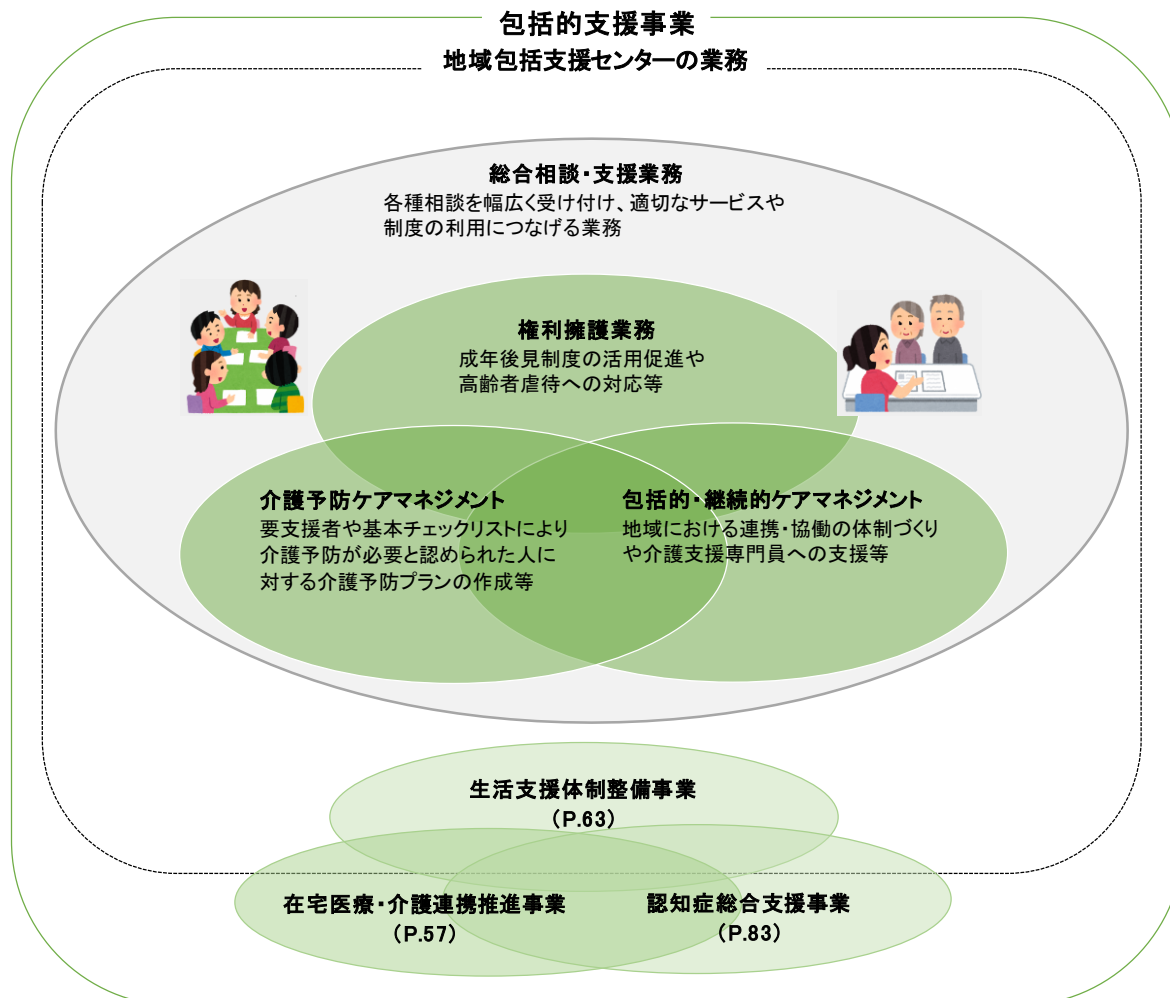 包括的支援事業
地域包括支援センターの業務
総合相談・支援業務
各種相談を幅広く受け付け、適切なサービスや
制度の利用につなげる業務
権利擁護業務
成年後見制度の活用促進や
高齢者虐待への対応等
介護予防ケアマネジメント
要支援者や基本チェックリストにより
介護予防が必要と認められた人に
対する介護予防プランの作成等
包括的・継続的ケアマネジメント
地域における連携・協働の体制づくり
や介護支援専門員への支援等
生活支援体制整備事業
（P.63）
在宅医療・介護連携推進事業
（P.57）
認知症総合支援事業
（P.83）